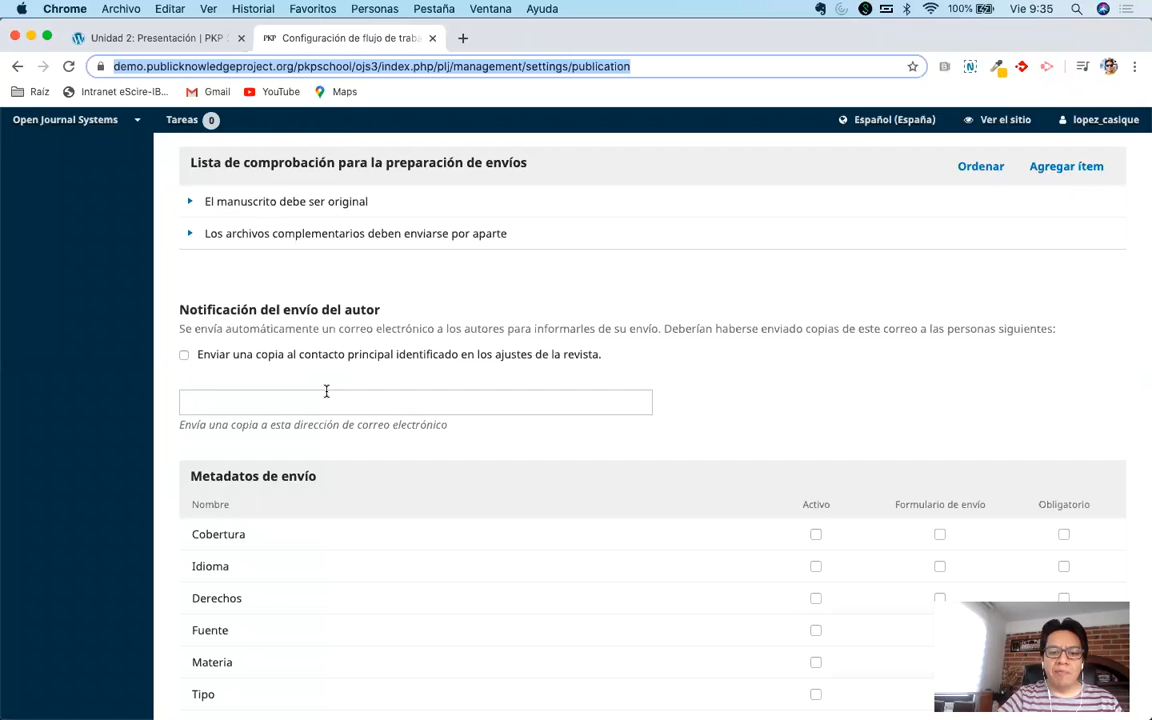 Chrome Archivo Editar Ver Historial Favoritos Personas Pestaña Ventana Ayuda 100% Vie 9:35
Unidad 2: Presentación | PKP PKP Configuración de flujo de traba
demo.publicknowledgeproject.org/pkpschool/ojs3/index.php/plj/management/settings/publication
Raíz Intranet eScire-IB... Gmail YouTube Maps
Open Journal Systems Tareas 0 Español (España) Ver el sitio lopez_casique
Lista de comprobación para la preparación de envíos Ordenar Agregar ítem
El manuscrito debe ser original
Los archivos complementarios deben enviarse por aparte
Notificación del envío del autor
Se envía automáticamente un correo electrónico a los autores para informarles de su envío. Deberían haberse enviado copias de este correo a las personas siguientes:
Enviar una copia al contacto principal identificado en los ajustes de la revista.
Envía una copia a esta dirección de correo electrónico
Metadatos de envío
Nombre Activo Formulario de envío Obligatorio
Cobertura
Idioma
Derechos
Fuente
Materia
Tipo